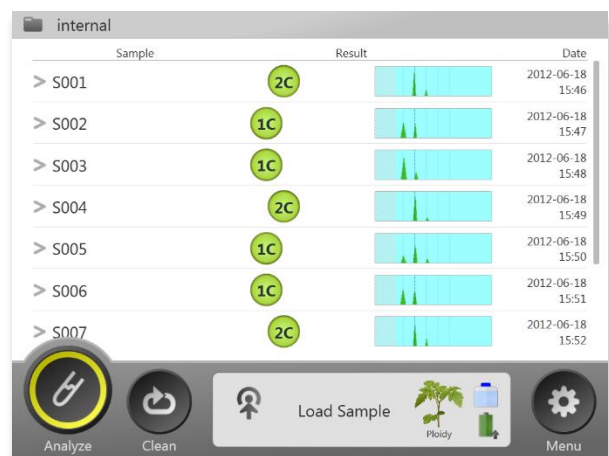 internal
Sample Result Date
S001 2C 2012-06-18
15:46
S002 1C 2012-06-18
15:47
S003 1C 2012-06-18
15:48
S004 2C 2012-06-18
15:49
S005 1C 2012-06-18
15:50
S006 1C 2012-06-18
15:51
S007 2C 2012-06-18
15:52
Load Sample
Ploidy
Analyze Clean Menu